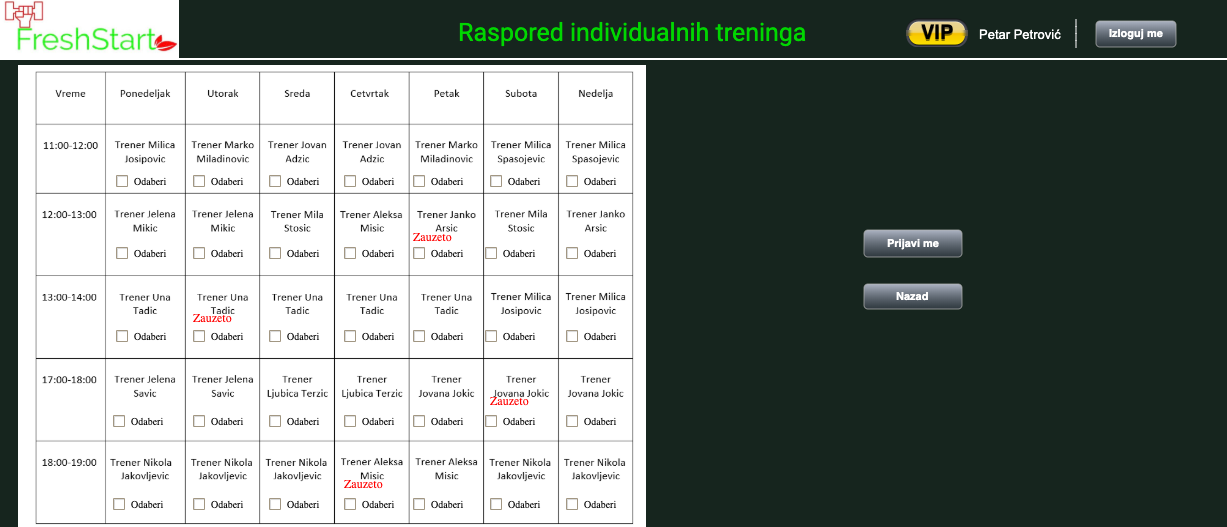 FreshStart
Raspored individualnih treninga
VIP
Petar Petrović
Izloguj me
Vreme Ponedeljak Utorak Sreda Cetvrtak Petak Subota Nedelja
11:00-12:00 Trener Milica Trener Marko Trener Jovan Trener Jovan Trener Marko Trener Milica Trener Milica
Josipovic Miladinovic Adzic Adzic Miladinovic Spasojevic Spasojevic
Odaberi Odaberi Odaberi Odaberi Odaberi Odaberi Odaberi
12:00-13:00 Trener Jelena Trener Jelena Trener Mila Trener Aleksa Trener Janko Trener Mila Trener Janko
Mikic Mikic Stosic Misic Arsic Stosic Arsic
Zauzeto
Odaberi Odaberi Odaberi Odaberi Odaberi Odaberi Odaberi
13:00-14:00 Trener Una Trener Una Trener Una Trener Una Trener Una Trener Milica Trener Milica
Tadic Tadic Tadic Tadic Tadic Josipovic Josipovic
Zauzeto
Odaberi Odaberi Odaberi Odaberi Odaberi Odaberi Odaberi
17:00-18:00 Trener Jelena Trener Jelena Trener Trener Trener Trener Trener
Savic Savic Ljubica Terzic Ljubica Terzic Jovana Jokic Jovana Jokic Jovana Jokic
Zauzeto
Odaberi Odaberi Odaberi Odaberi Odaberi Odaberi Odaberi
18:00-19:00 Trener Nikola Trener Nikola Trener Nikola Trener Aleksa Trener Aleksa Trener Nikola Trener Nikola
Jakovljevic Jakovljevic Jakovljevic Misic Misic Jakovljevic Jakovljevic
Zauzeto
Odaberi Odaberi Odaberi Odaberi Odaberi Odaberi Odaberi
Prijavi me
Nazad